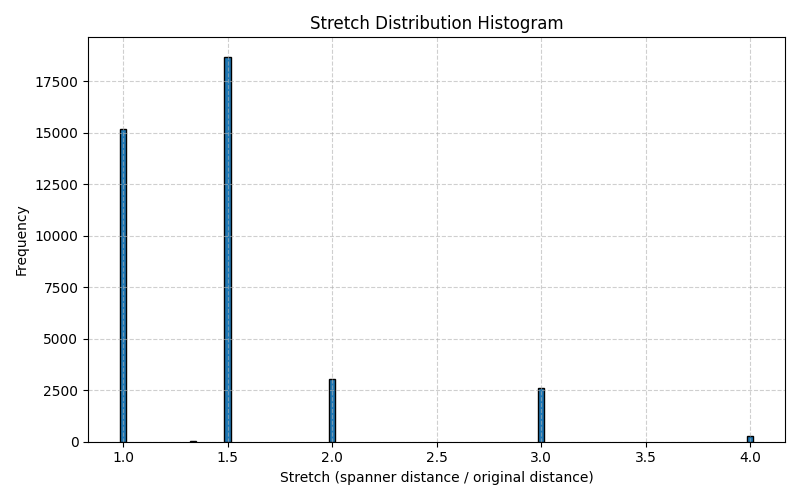 Stretch Distribution Histogram
Frequency
17500
15000
12500
10000
7500
5000
2500
0
1.0 1.5 2.0 2.5 3.0 3.5 4.0
Stretch (spanner distance / original distance)